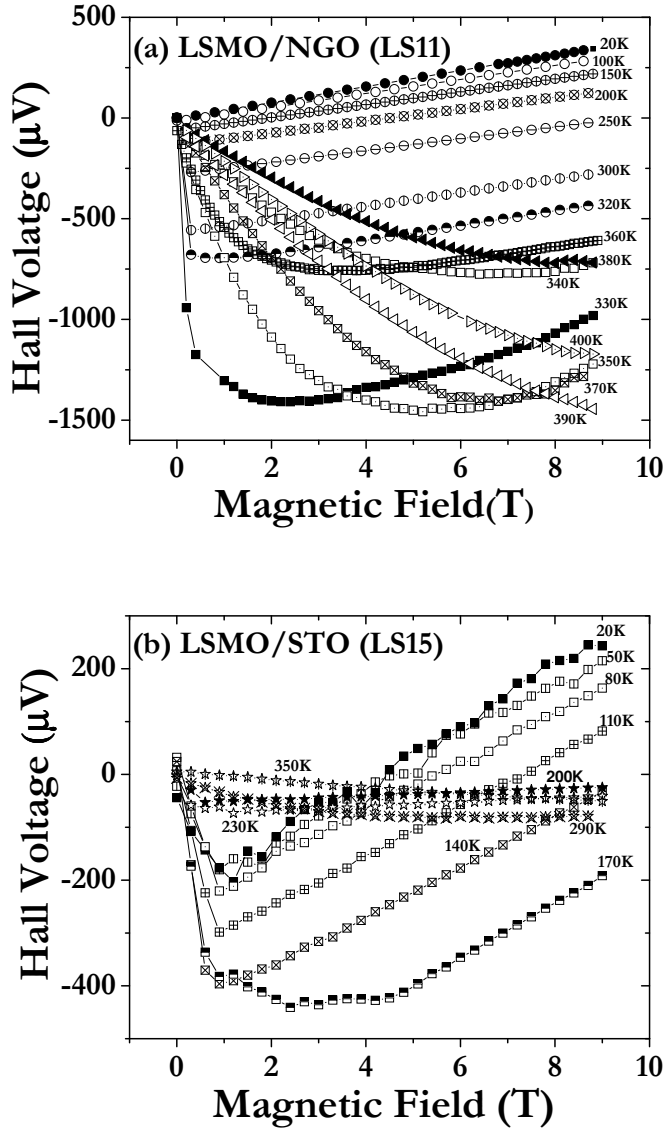 500
0
-500
-1000
-1500
Hall Volatge (μV)
(a) LSMO/NGO (LS11)
20K
100K
150K
200K
250K
300K
320K
360K
380K
340K
330K
400K
350K
370K
390K
0 2 4 6 8 10
Magnetic Field(T)
200
0
-200
-400
Hall Voltage (μV)
(b) LSMO/STO (LS15)
20K
50K
80K
110K
350K
200K
230K
290K
140K
170K
0 2 4 6 8 10
Magnetic Field (T)